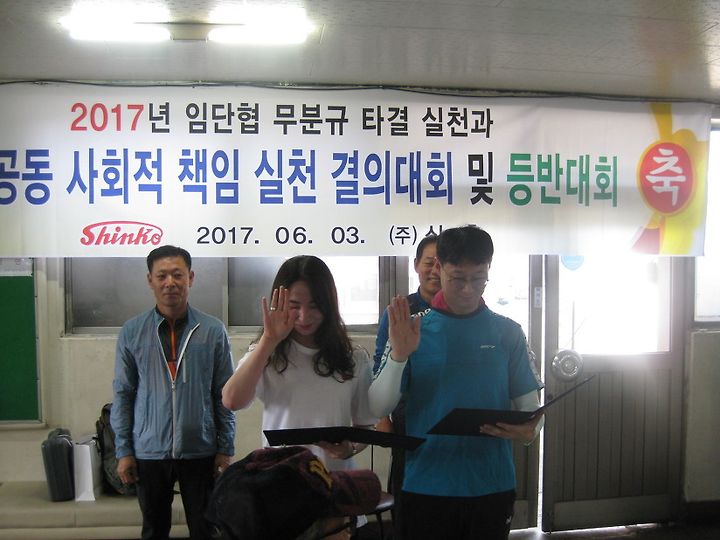 2017년 임단협 무분규 타결 실천과
공동 사회적 책임 실천 결의대회 및 등반대회
축
Shinko 2017. 06. 03. (주)